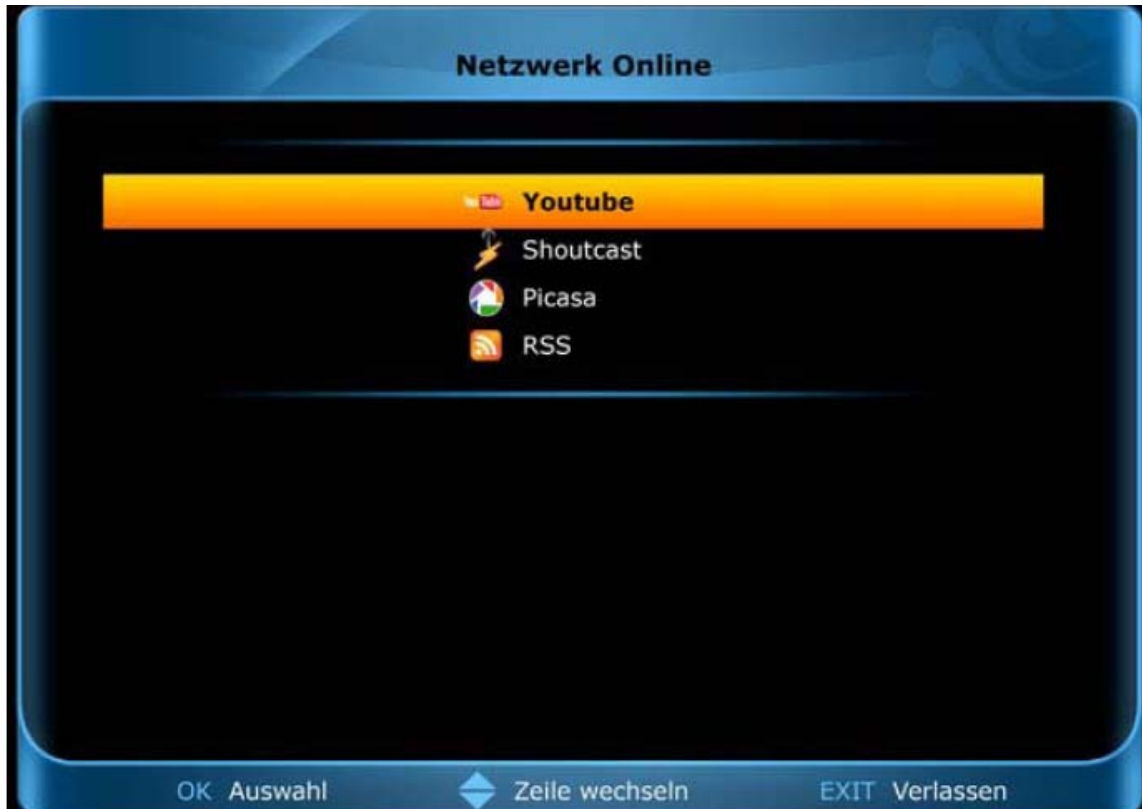 Netzwerk Online
Youtube
Shoutcast
Picasa
RSS
OK Auswahl
Zeile wechseln
EXIT Verlassen